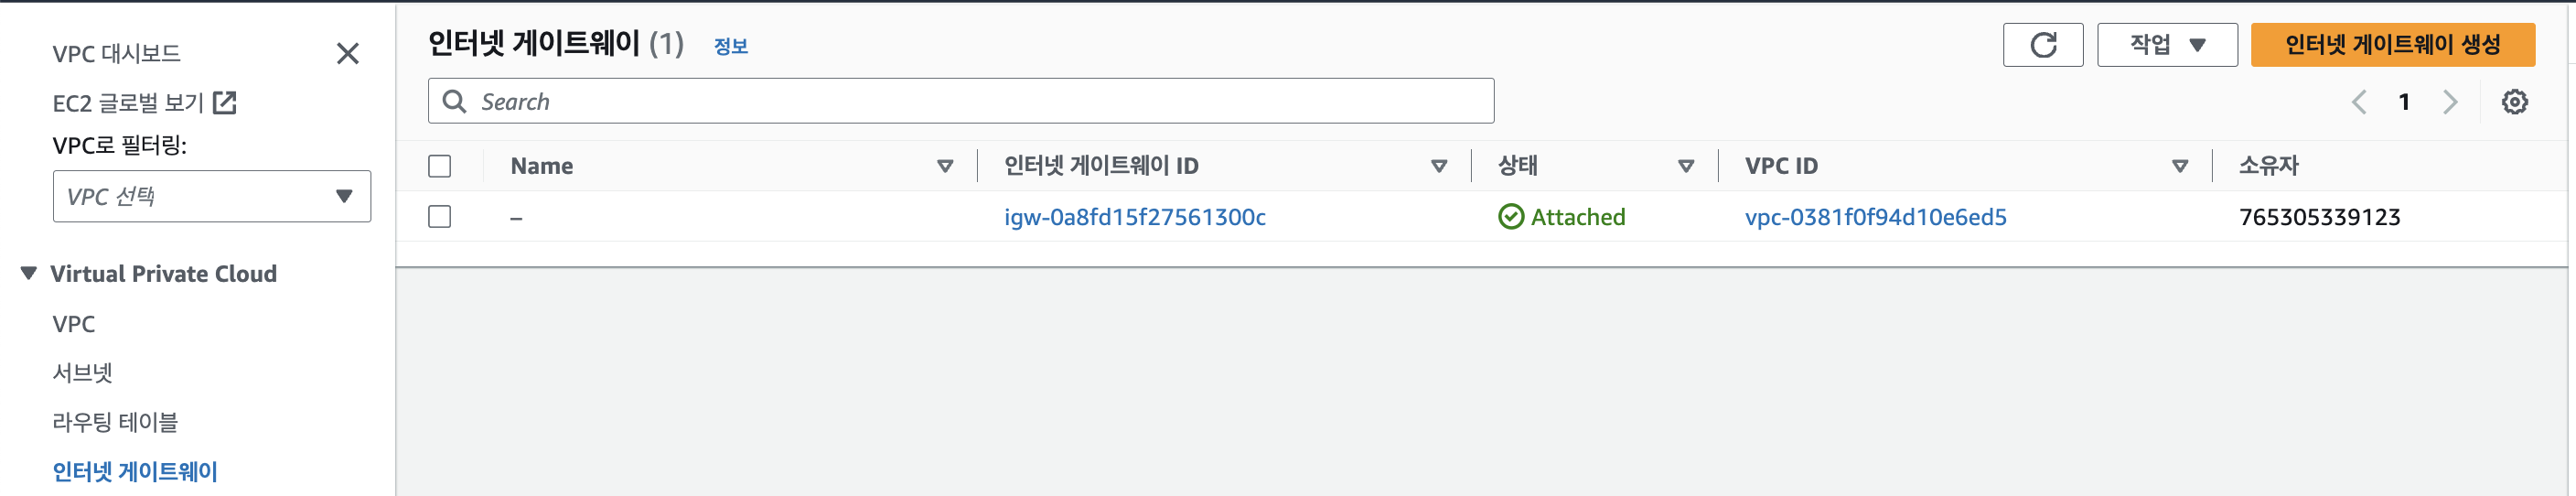 VPC 대시보드
EC2 글로벌 보기
VPC로 필터링:
VPC 선택
Virtual Private Cloud
VPC
서브넷
라우팅 테이블
인터넷 게이트웨이
인터넷 게이트웨이 (1) 정보
작업
인터넷 게이트웨이 생성
Search
1
Name 인터넷 게이트웨이 ID 상태 VPC ID 소유자
– igw-0a8fd15f27561300c Attached vpc-0381f0f94d10e6ed5 765305339123